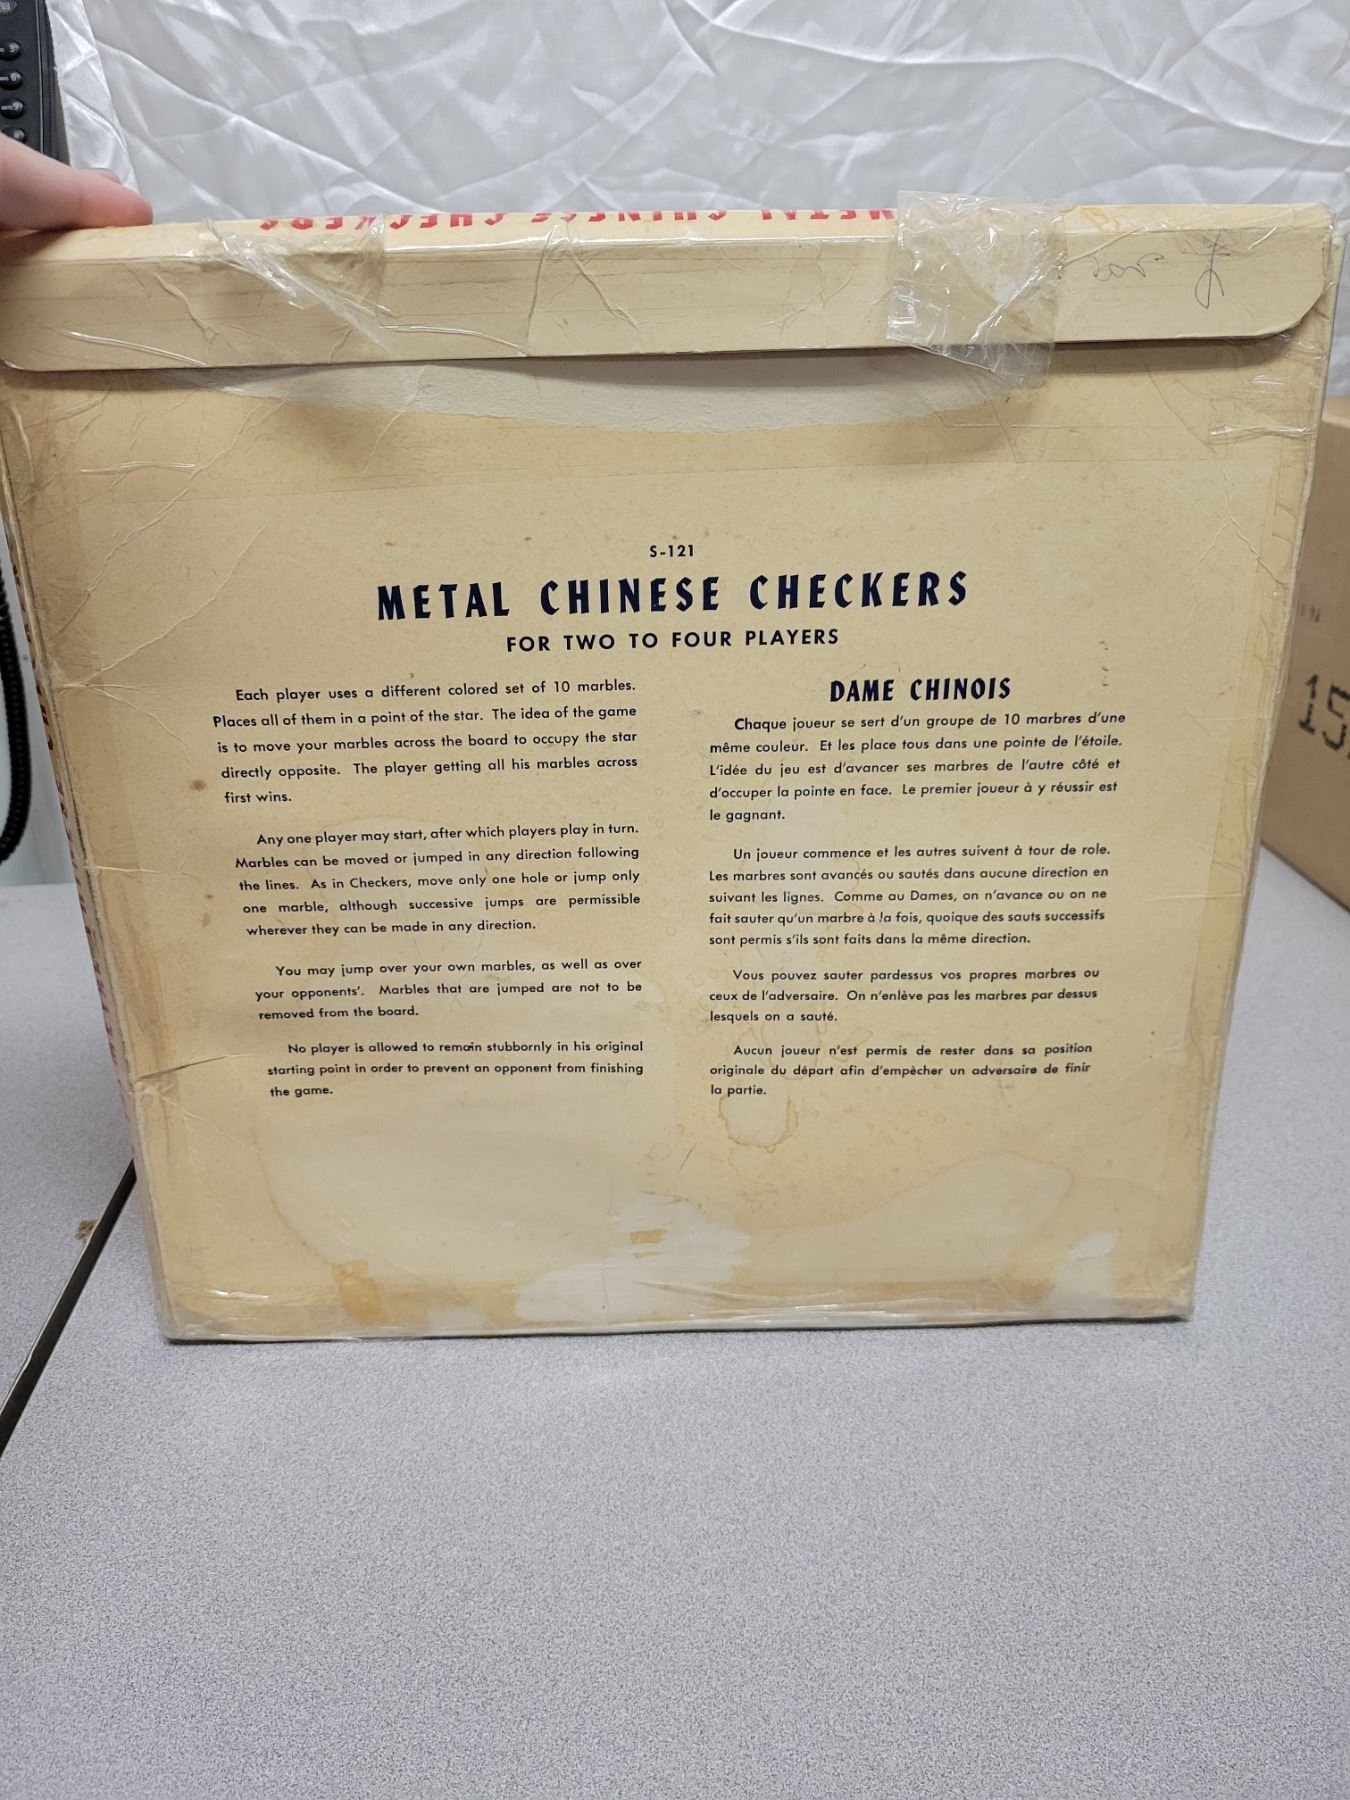 METAL CHINESE CHECKERS
S-121
METAL CHINESE CHECKERS
FOR TWO TO FOUR PLAYERS
Each player uses a different colored set of 10 marbles.
Places all of them in a point of the star. The idea of the game
is to move your marbles across the board to occupy the star
directly opposite. The player getting all his marbles across
first wins.
Any one player may start, after which players play in turn.
Marbles can be moved or jumped in any direction following
the lines. As in Checkers, move only one hole or jump only
one marble, although successive jumps are permissible
wherever they can be made in any direction.
You may jump over your own marbles, as well as over
your opponents'. Marbles that are jumped are not to be
removed from the board.
No player is allowed to remain stubbornly in his original
starting point in order to prevent an opponent from finishing
the game.
DAME CHINOIS
Chaque joueur se sert d'un groupe de 10 marbres d'une
même couleur. Et les place tous dans une pointe de l'étoile.
L'idée du jeu est d'avancer ses marbres de l'autre côté et
d'occuper la pointe en face. Le premier joueur à y réussir est
le gagnant.
Un joueur commence et les autres suivent à tour de role.
Les marbres sont avancés ou sautés dans aucune direction en
suivant les lignes. Comme au Dames, on n'avance ou on ne
fait sauter qu'un marbre à la fois, quoique des sauts successifs
sont permis s'ils sont faits dans la même direction.
Vous pouvez sauter pardessus vos propres marbres ou
ceux de l'adversaire. On n'enlève pas les marbres par dessus
lesquels on a sauté.
Aucun joueur n'est permis de rester dans sa position
originale du départ afin d'empècher un adversaire de finir
la partie.